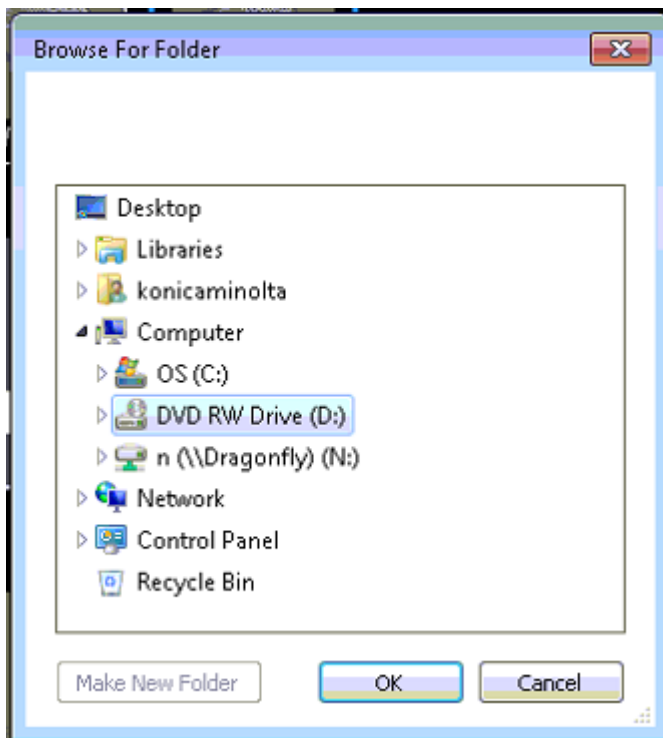 Browse For Folder
Desktop
Libraries
konicaminolta
Computer
OS (C:)
DVD RW Drive (D:)
n (\\Dragonfly) (N:)
Network
Control Panel
Recycle Bin
Make New Folder
OK
Cancel